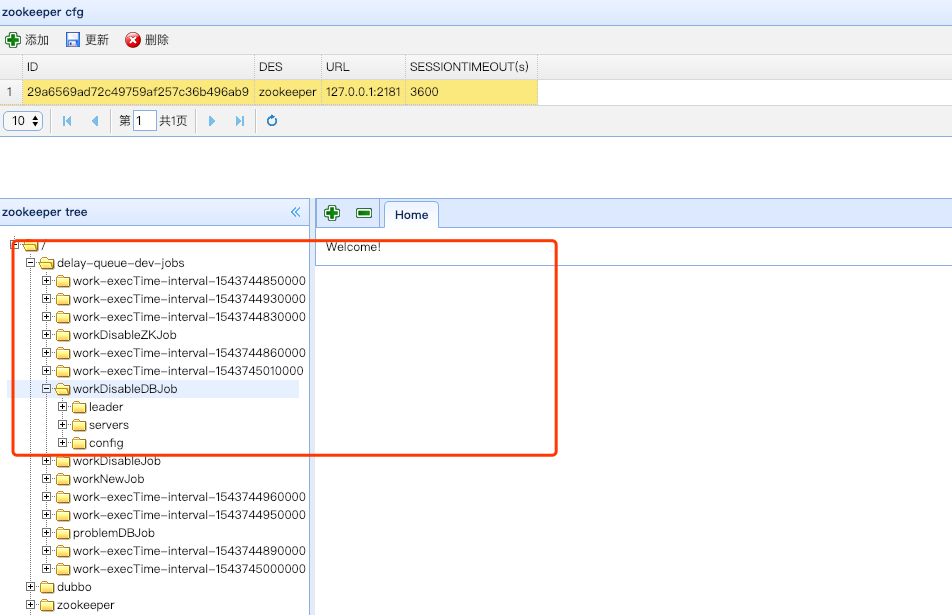 zookeeper cfg
添加 更新 删除
ID DES URL SESSIONTIMEOUT(s)
1 29a6569ad72c49759af257c36b496ab9 zookeeper 127.0.0.1:2181 3600
10 第 1 共1页
zookeeper tree
Home
Welcome!
/
delay-queue-dev-jobs
work-execTime-interval-1543744850000
work-execTime-interval-1543744930000
work-execTime-interval-1543744830000
workDisableZKJob
work-execTime-interval-1543744860000
work-execTime-interval-1543745010000
workDisableDBJob
leader
servers
config
workDisableJob
workNewJob
work-execTime-interval-1543744960000
work-execTime-interval-1543744950000
problemDBJob
work-execTime-interval-1543744890000
work-execTime-interval-1543745000000
dubbo
zookeeper